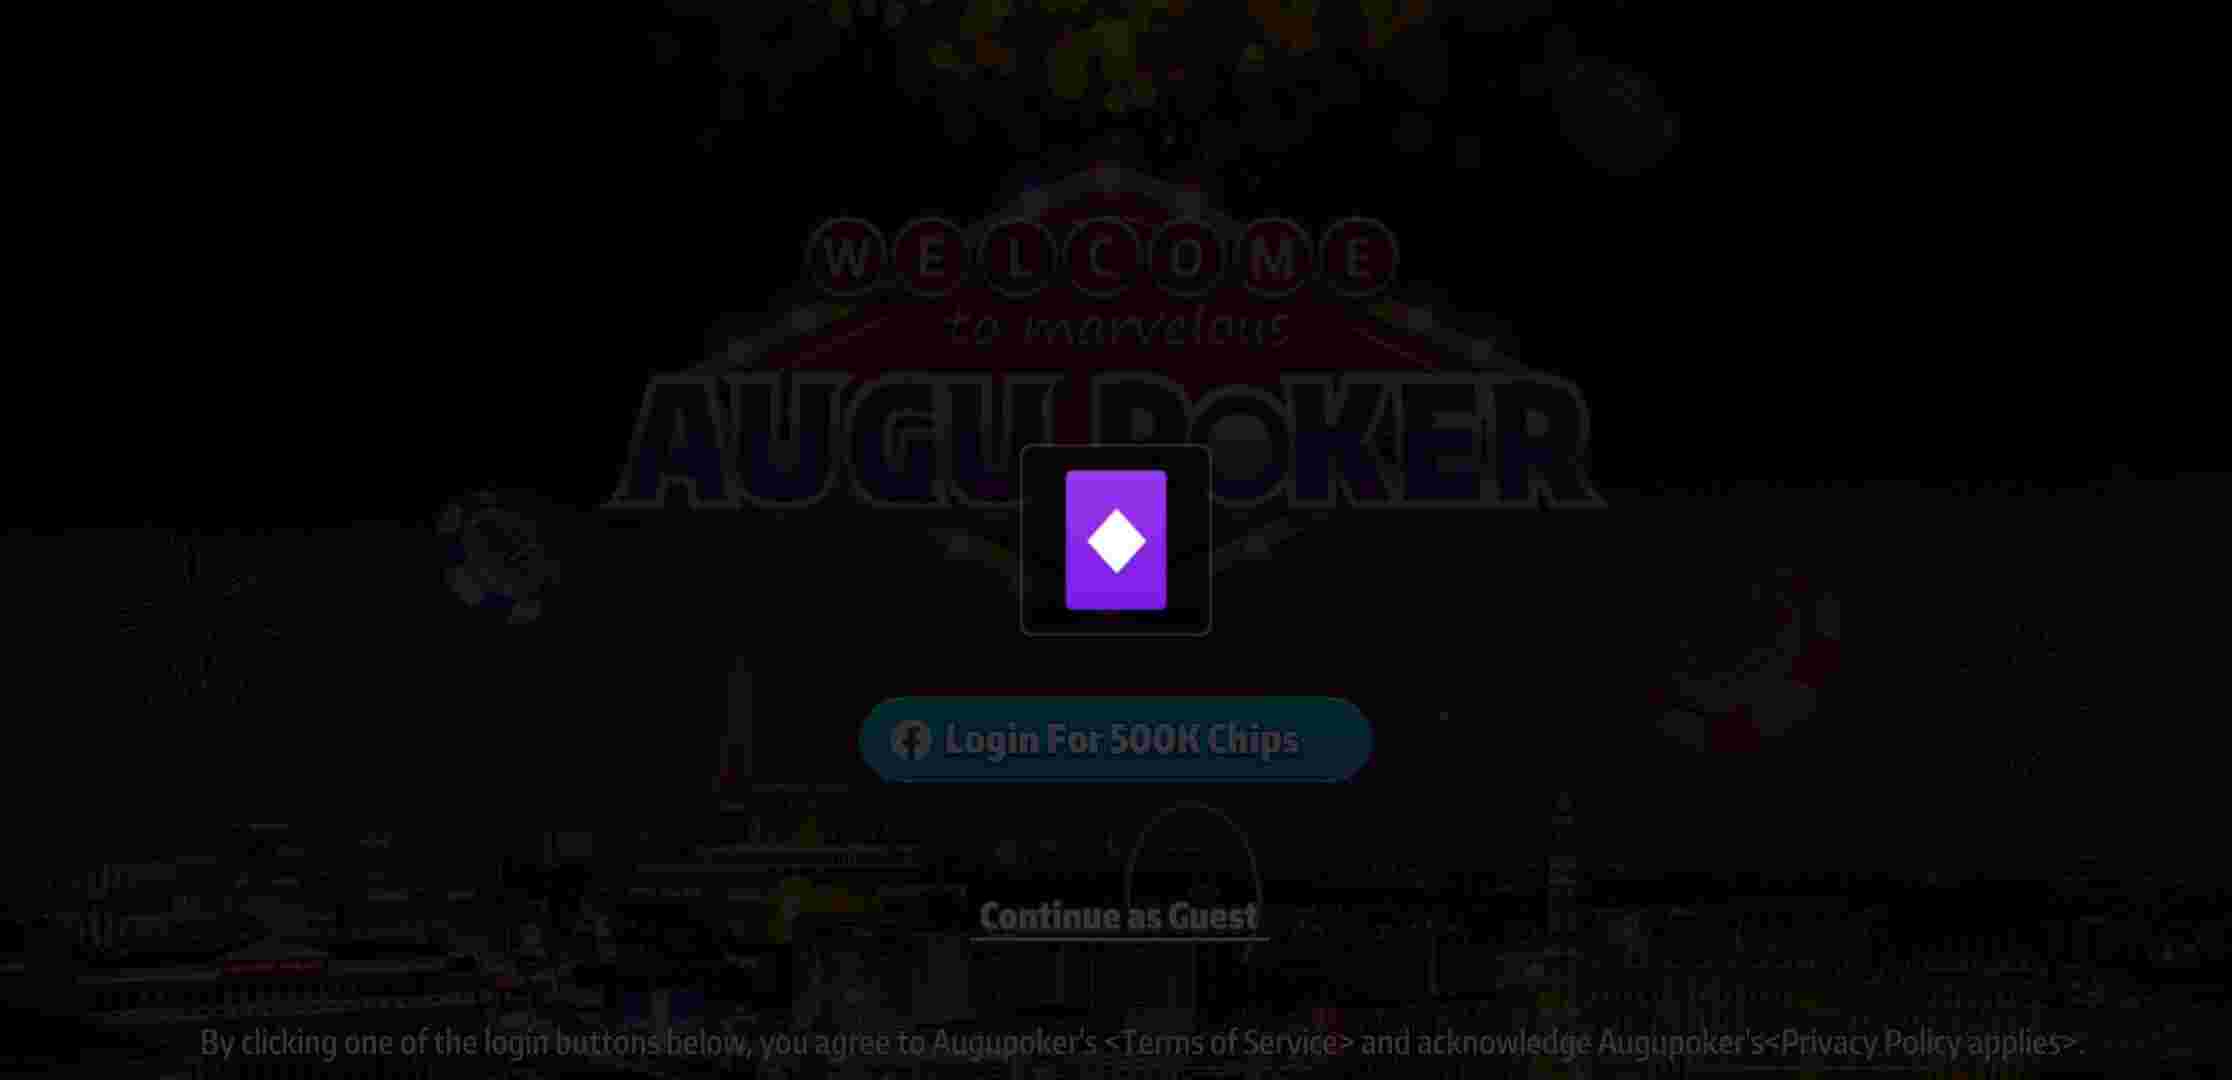 WELCOME
to marvelous
AUGU POKER
Login For 500K Chips
Continue as Guest
By clicking one of the login buttons below, you agree to Augupoker's <Terms of Service> and acknowledge Augupoker's<Privacy Policy applies>.